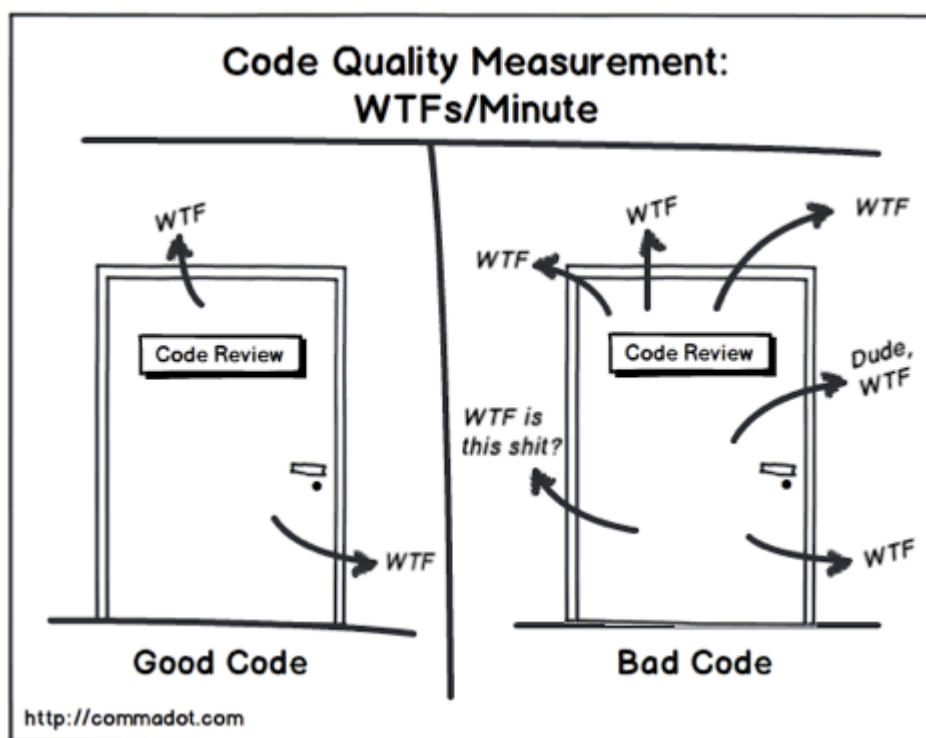 Code Quality Measurement:
WTFs/Minute
WTF
Code Review
WTF
Good Code
WTF
WTF
WTF
Code Review
Dude,
WTF
WTF is
this shit?
WTF
Bad Code
http://commadot.com